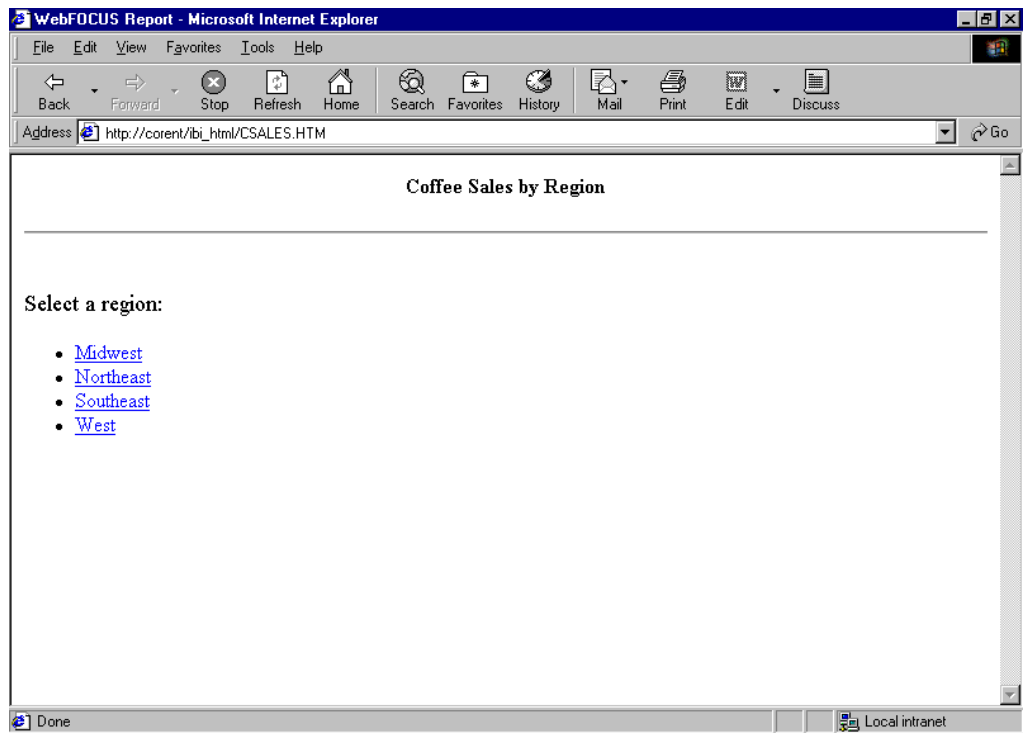 WebFOCUS Report - Microsoft Internet Explorer
File Edit View Favorites Tools Help
Back Forward Stop Refresh Home Search Favorites History Mail Print Edit Discuss
Address http://corent/ibi_html/CSALES.HTM Go
Coffee Sales by Region
Select a region:
• Midwest
• Northeast
• Southeast
• West
Done Local intranet